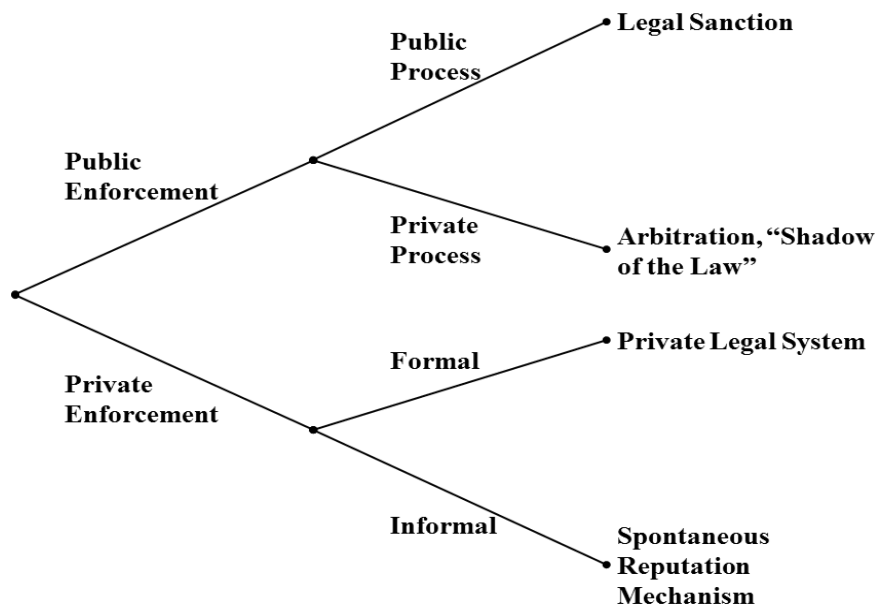 Public
Process
Legal Sanction
Public
Enforcement
Private
Process
Arbitration, “Shadow
of the Law”
Private
Enforcement
Formal
Private Legal System
Informal
Spontaneous
Reputation
Mechanism